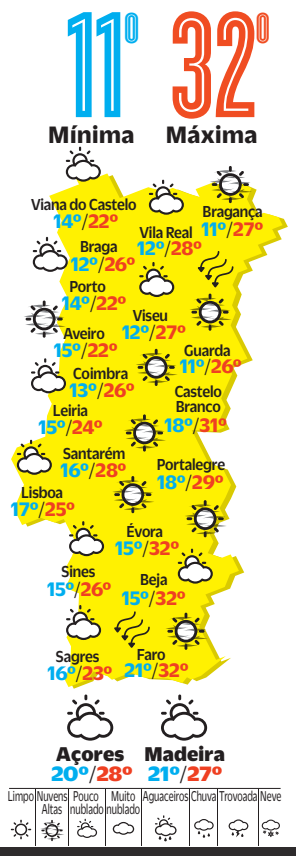 11º 32º
Mínima Máxima
Viana do Castelo
14º/22º
Bragança
11º/27º
Vila Real
12º/28º
Braga
12º/26º
Porto
14º/22º
Viseu
12º/27º
Aveiro
15º/22º
Guarda
11º/26º
Coimbra
13º/26º
Castelo
Branco
18º/31º
Leiria
15º/24º
Santarém
16º/28º
Portalegre
18º/29º
Lisboa
17º/25º
Évora
15º/32º
Sines
15º/26º
Beja
15º/32º
Sagres
16º/23º
Faro
21º/32º
Açores
20º/28º
Madeira
21º/27º
Limpo
Nuvens
Altas
Pouco
nublado
Muito
nublado
Aguaceiros
Chuva
Trovoada
Neve